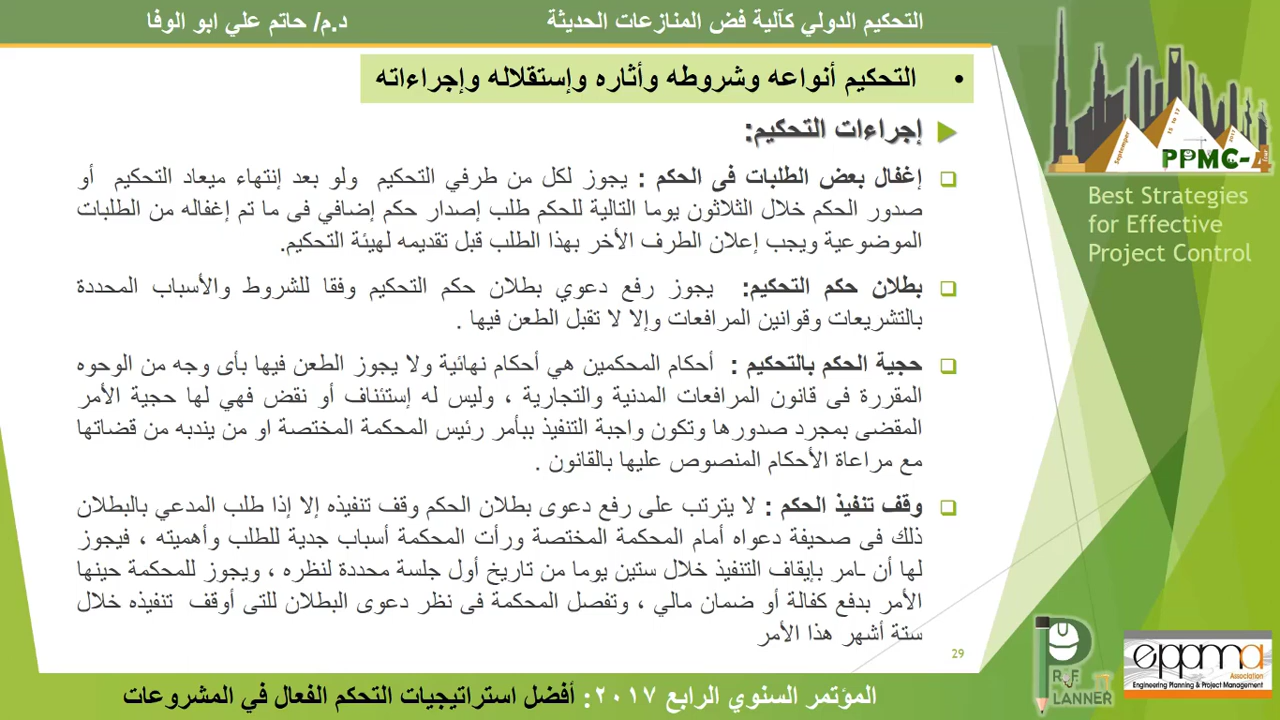 التحكيم الدولي كآلية فض المنازعات الحديثة
د.م/ حاتم علي ابو الوفا
• التحكيم أنواعه وشروطه وأثاره وإستقلاله وإجراءاته
إجراءات التحكيم:
إغفال بعض الطلبات فى الحكم : يجوز لكل من طرفي التحكيم ولو بعد إنتهاء ميعاد التحكيم أو
صدور الحكم خلال الثلاثون يوما التالية للحكم طلب إصدار حكم إضافي فى ما تم إغفاله من الطلبات
الموضوعية ويجب إعلان الطرف الأخر بهذا الطلب قبل تقديمه لهيئة التحكيم.
بطلان حكم التحكيم: يجوز رفع دعوي بطلان حكم التحكيم وفقا للشروط والأسباب المحددة
بالتشريعات وقوانين المرافعات وإلا لا تقبل الطعن فيها .
حجية الحكم بالتحكيم : أحكام المحكمين هي أحكام نهائية ولا يجوز الطعن فيها بأى وجه من الوحوه
المقررة فى قانون المرافعات المدنية والتجارية ، وليس له إستئناف أو نقض فهي لها حجية الأمر
المقضى بمجرد صدورها وتكون واجبة التنفيذ ببأمر رئيس المحكمة المختصة او من يندبه من قضاتها
مع مراعاة الأحكام المنصوص عليها بالقانون .
وقف تنفيذ الحكم : لا يترتب على رفع دعوى بطلان الحكم وقف تنفيذه إلا إذا طلب المدعي بالبطلان
ذلك فى صحيفة دعواه أمام المحكمة المختصة ورأت المحكمة أسباب جدية للطلب وأهميته ، فيجوز
لها أن ـامر بإيقاف التنفيذ خلال ستين يوما من تاريخ أول جلسة محددة لنظره ، ويجوز للمحكمة حينها
الأمر بدفع كفالة أو ضمان مالي ، وتفصل المحكمة فى نظر دعوى البطلان للتى أوقف تنفيذه خلال
ستة أشهر هذا الأمر
29
September
15 to 17
2017
PPMC-4
Best Strategies
for Effective
Project Control
PLANNER
eppma
Association
Engineering Planning & Project Management
المؤتمر السنوي الرابع ٢٠١٧: أفضل استراتيجيات التحكم الفعال في المشروعات